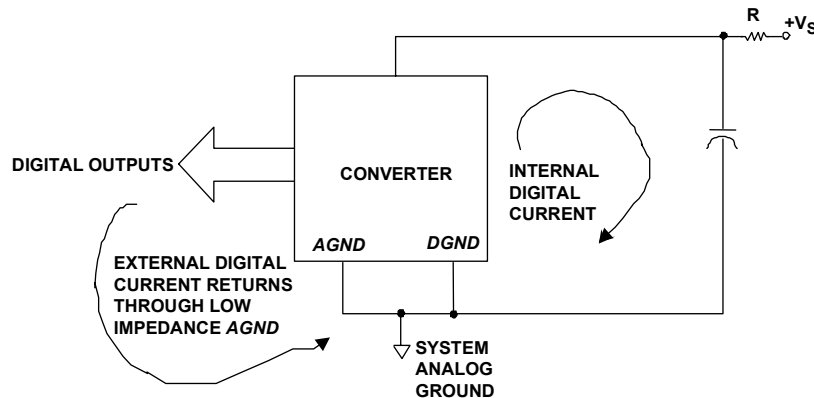 R
+VS
DIGITAL OUTPUTS
CONVERTER
INTERNAL
DIGITAL
CURRENT
AGND
DGND
EXTERNAL DIGITAL
CURRENT RETURNS
THROUGH LOW
IMPEDANCE AGND
SYSTEM
ANALOG
GROUND